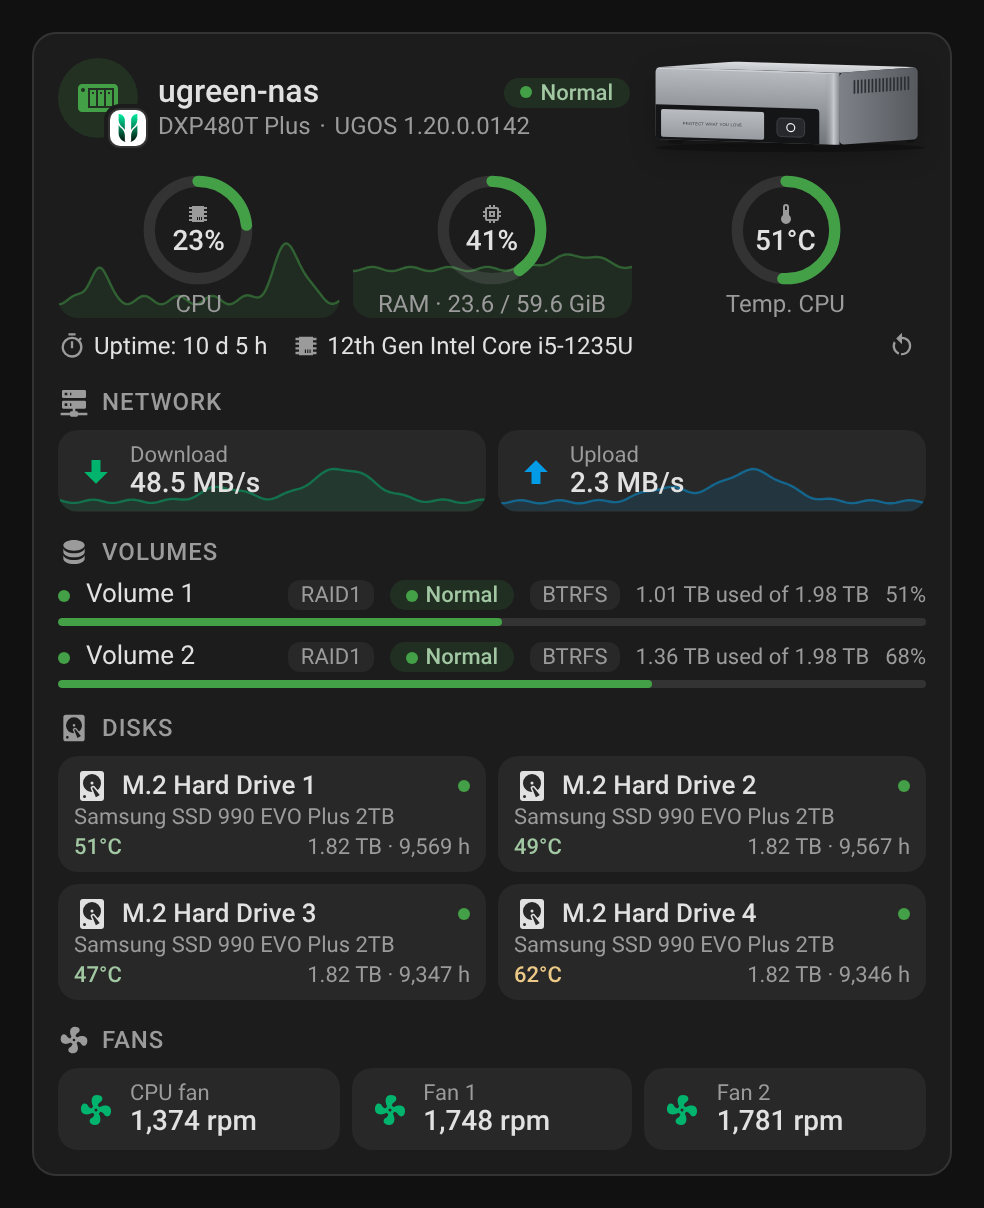 ugreen-nas
Normal
DXP480T Plus · UGOS 1.20.0.0142
PROTECT WHAT YOU LOVE
23%
41%
51°C
CPU
RAM · 23.6 / 59.6 GiB
Temp. CPU
Uptime: 10 d 5 h
12th Gen Intel Core i5-1235U
NETWORK
Download
48.5 MB/s
Upload
2.3 MB/s
VOLUMES
Volume 1 RAID1 Normal BTRFS 1.01 TB used of 1.98 TB 51%
Volume 2 RAID1 Normal BTRFS 1.36 TB used of 1.98 TB 68%
DISKS
M.2 Hard Drive 1
Samsung SSD 990 EVO Plus 2TB
51°C 1.82 TB · 9,569 h
M.2 Hard Drive 2
Samsung SSD 990 EVO Plus 2TB
49°C 1.82 TB · 9,567 h
M.2 Hard Drive 3
Samsung SSD 990 EVO Plus 2TB
47°C 1.82 TB · 9,347 h
M.2 Hard Drive 4
Samsung SSD 990 EVO Plus 2TB
62°C 1.82 TB · 9,346 h
FANS
CPU fan
1,374 rpm
Fan 1
1,748 rpm
Fan 2
1,781 rpm